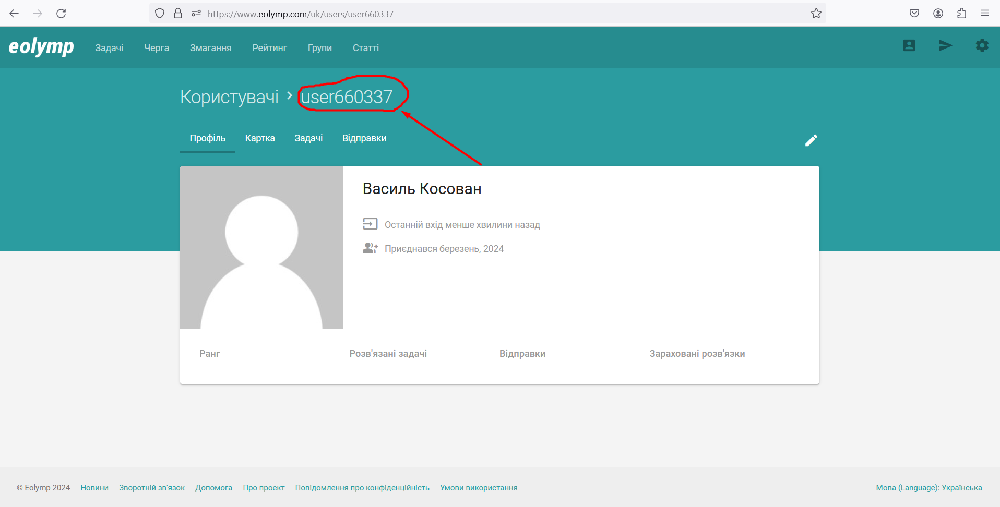 https://www.eolymp.com/uk/users/user660337
eolymp Задачі Черга Змагання Рейтинг Групи Статті
Користувачі > user660337
Профіль Картка Задачі Відправки
Василь Косован
Останній вхід менше хвилини назад
Приєднався березень, 2024
Ранг Розв'язані задачі Відправки Зараховані розв'язки
© Eolymp 2024 Новини Зворотній зв'язок Допомога Про проект Повідомлення про конфіденційність Умови використання Мова (Language): Українська